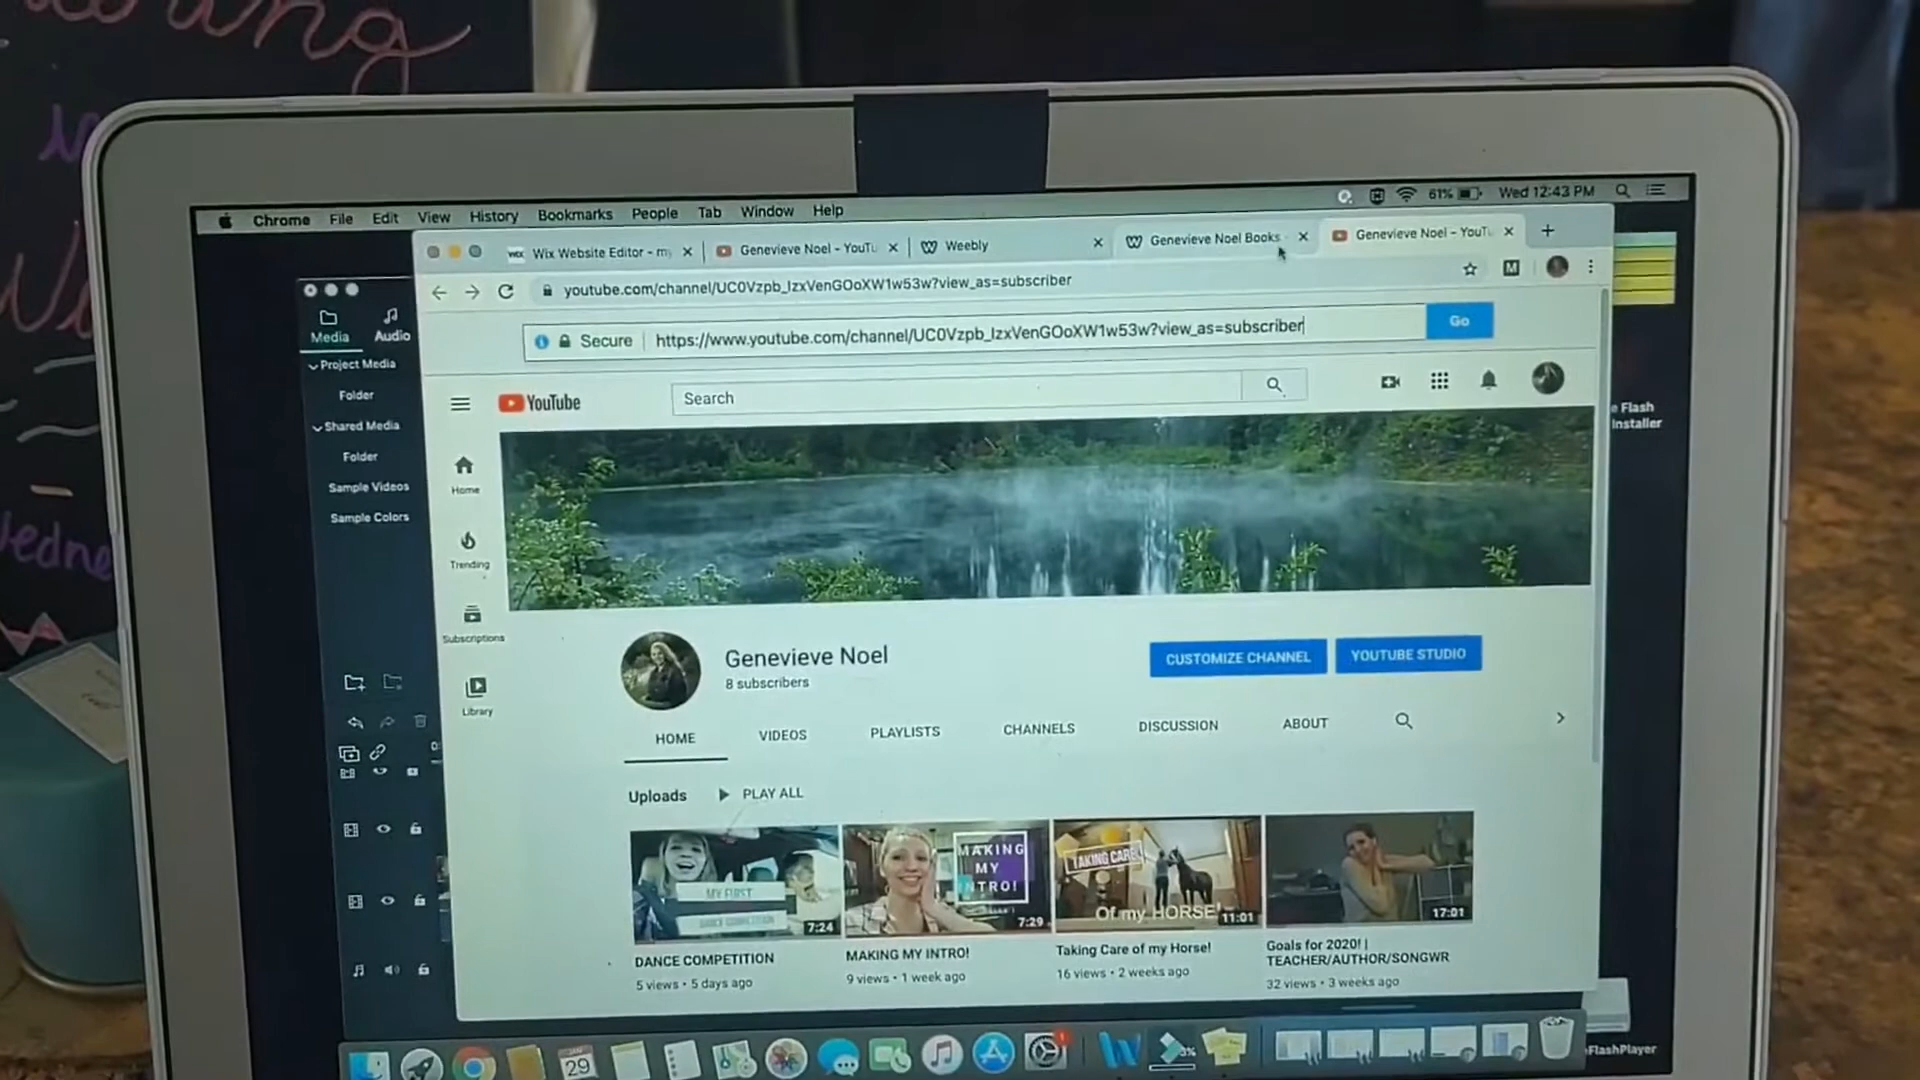 Chrome File Edit View History Bookmarks People Tab Window Help 61% Wed 12:43 PM
Wix Website Editor - my Genevieve Noel - YouTu Weebly Genevieve Noel Books Genevieve Noel - YouTu
youtube.com/channel/UC0Vzpb_IzxVenGOoXW1w53w?view_as=subscriber
Secure https://www.youtube.com/channel/UC0Vzpb_IzxVenGOoXW1w53w?view_as=subscriber Go
Media Audio
Project Media
Folder
Shared Media
Folder
Sample Videos
Sample Colors
YouTube Search
Flash
Installer
Home
Trending
Subscriptions
Library
Genevieve Noel
8 subscribers
CUSTOMIZE CHANNEL YOUTUBE STUDIO
HOME VIDEOS PLAYLISTS CHANNELS DISCUSSION ABOUT
Uploads PLAY ALL
MY FIRST
DANCE COMPETITION
7:24
MAKING
MY
INTRO!
7:29
TAKING CARE
Of my HORSE!
11:01
17:01
DANCE COMPETITION
5 views • 5 days ago
MAKING MY INTRO!
9 views • 1 week ago
Taking Care of my Horse!
16 views • 2 weeks ago
Goals for 2020! |
TEACHER/AUTHOR/SONGWR
32 views • 3 weeks ago
JAN
29
1
FlashPlayer